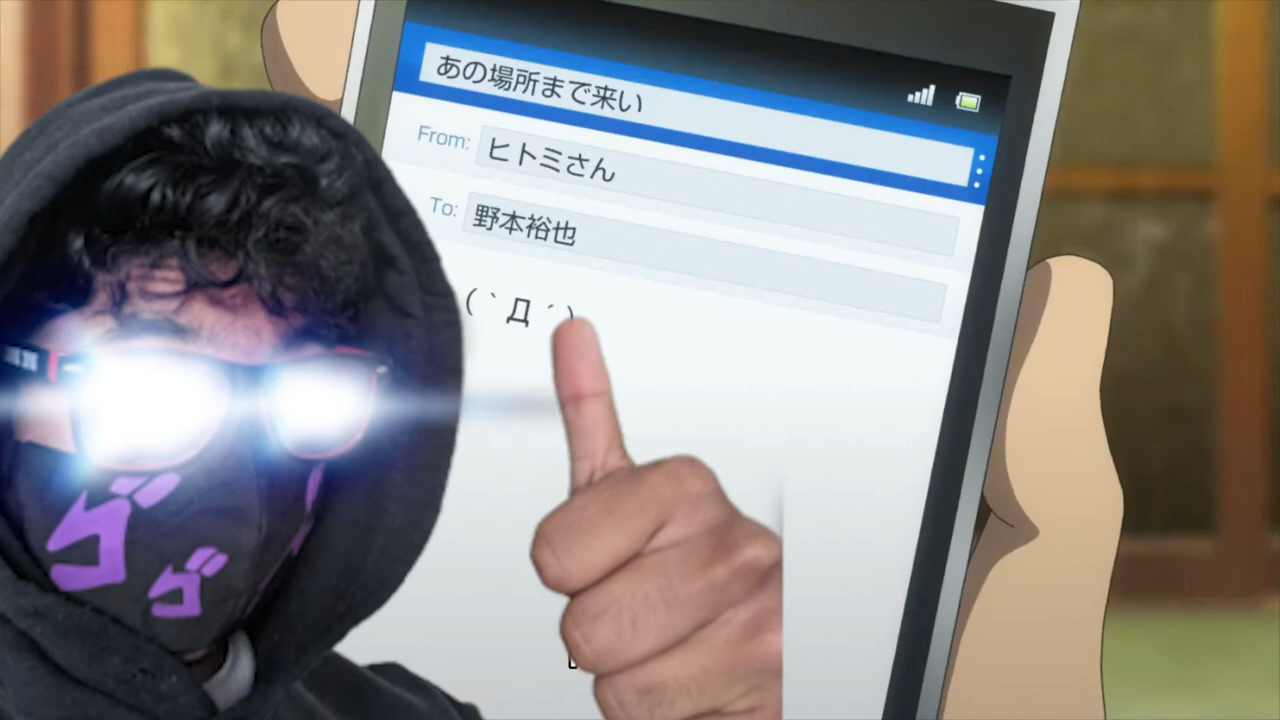 あの場所まで来い
From: ヒトミさん
To: 野本裕也
(｀Д´)
ゴ
ゴ